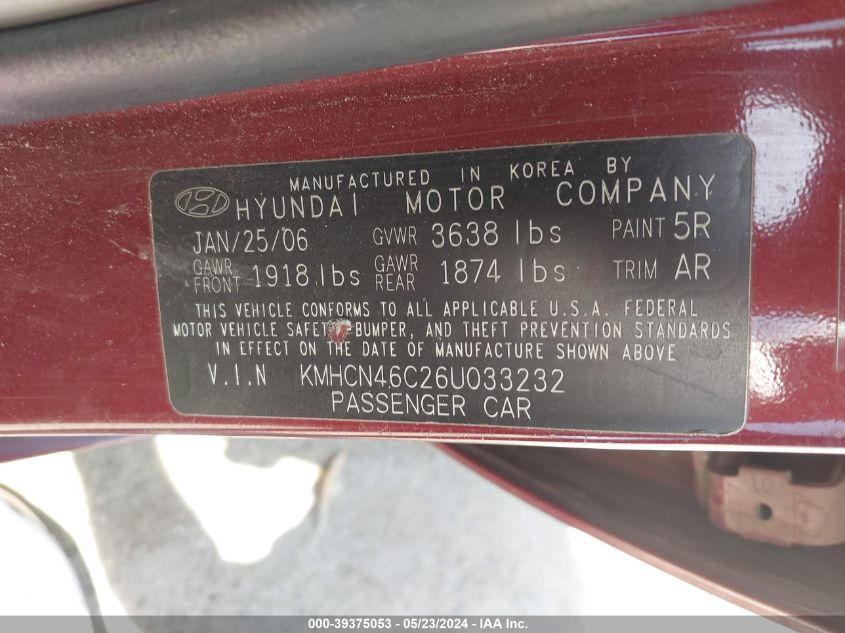 MANUFACTURED IN KOREA BY
HYUNDAI MOTOR COMPANY
JAN/25/06 GVWR 3638 lbs PAINT 5R
GAWR FRONT 1918 lbs GAWR REAR 1874 lbs TRIM AR
THIS VEHICLE CONFORMS TO ALL APPLICABLE U.S.A. FEDERAL
MOTOR VEHICLE SAFETY, BUMPER, AND THEFT PREVENTION STANDARDS
IN EFFECT ON THE DATE OF MANUFACTURE SHOWN ABOVE
V.I.N KMHCN46C26U033232
PASSENGER CAR
000-39375053 - 05/23/2024 - IAA Inc.